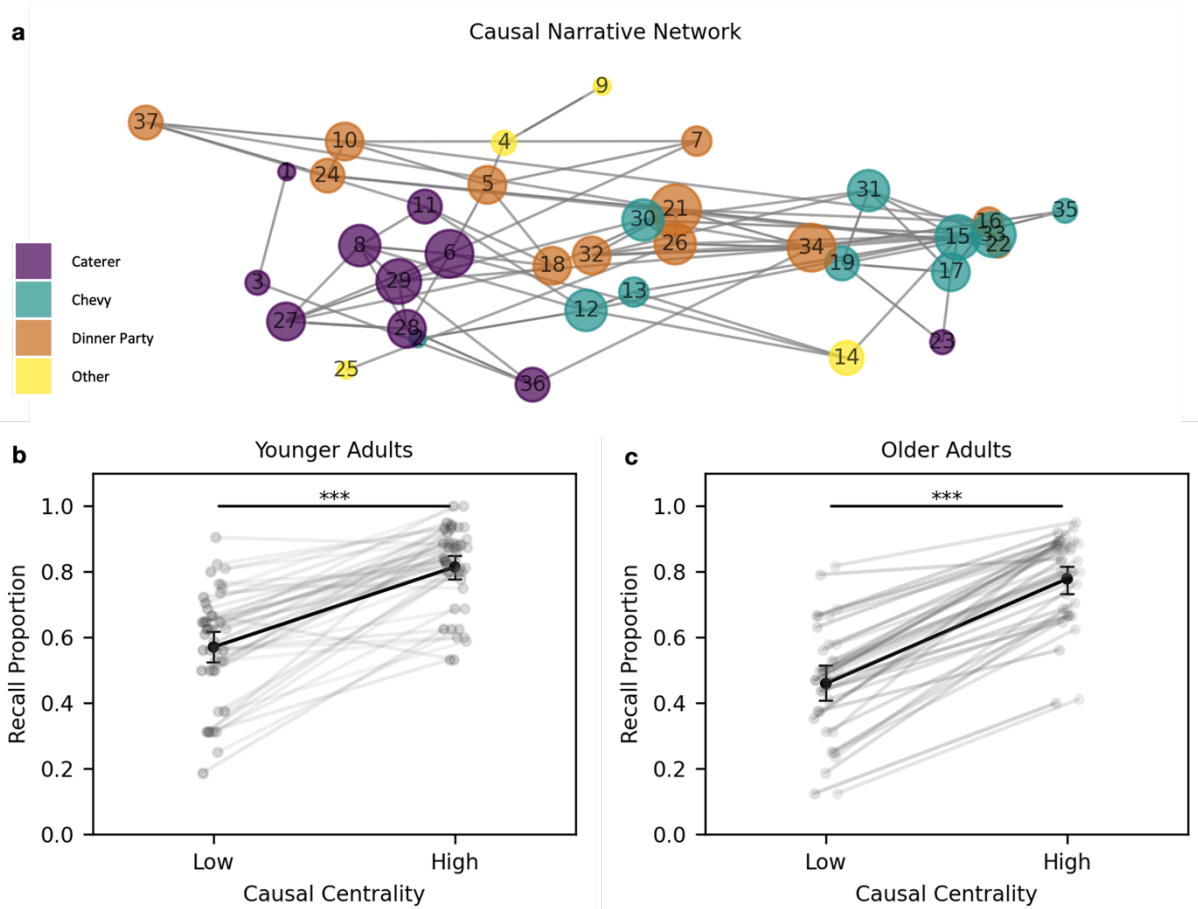 a
Causal Narrative Network
9
37
10
4
7
1
24
5
31
11
21
30
16
35
8
6
26
34
15
33
22
18
32
19
17
29
3
13
12
27
28
2
23
14
25
36
Caterer
Chevy
Dinner Party
Other
b
Younger Adults
***
1.0
0.8
0.6
0.4
0.2
0.0
Recall Proportion
Low
High
Causal Centrality
c
Older Adults
***
1.0
0.8
0.6
0.4
0.2
0.0
Recall Proportion
Low
High
Causal Centrality